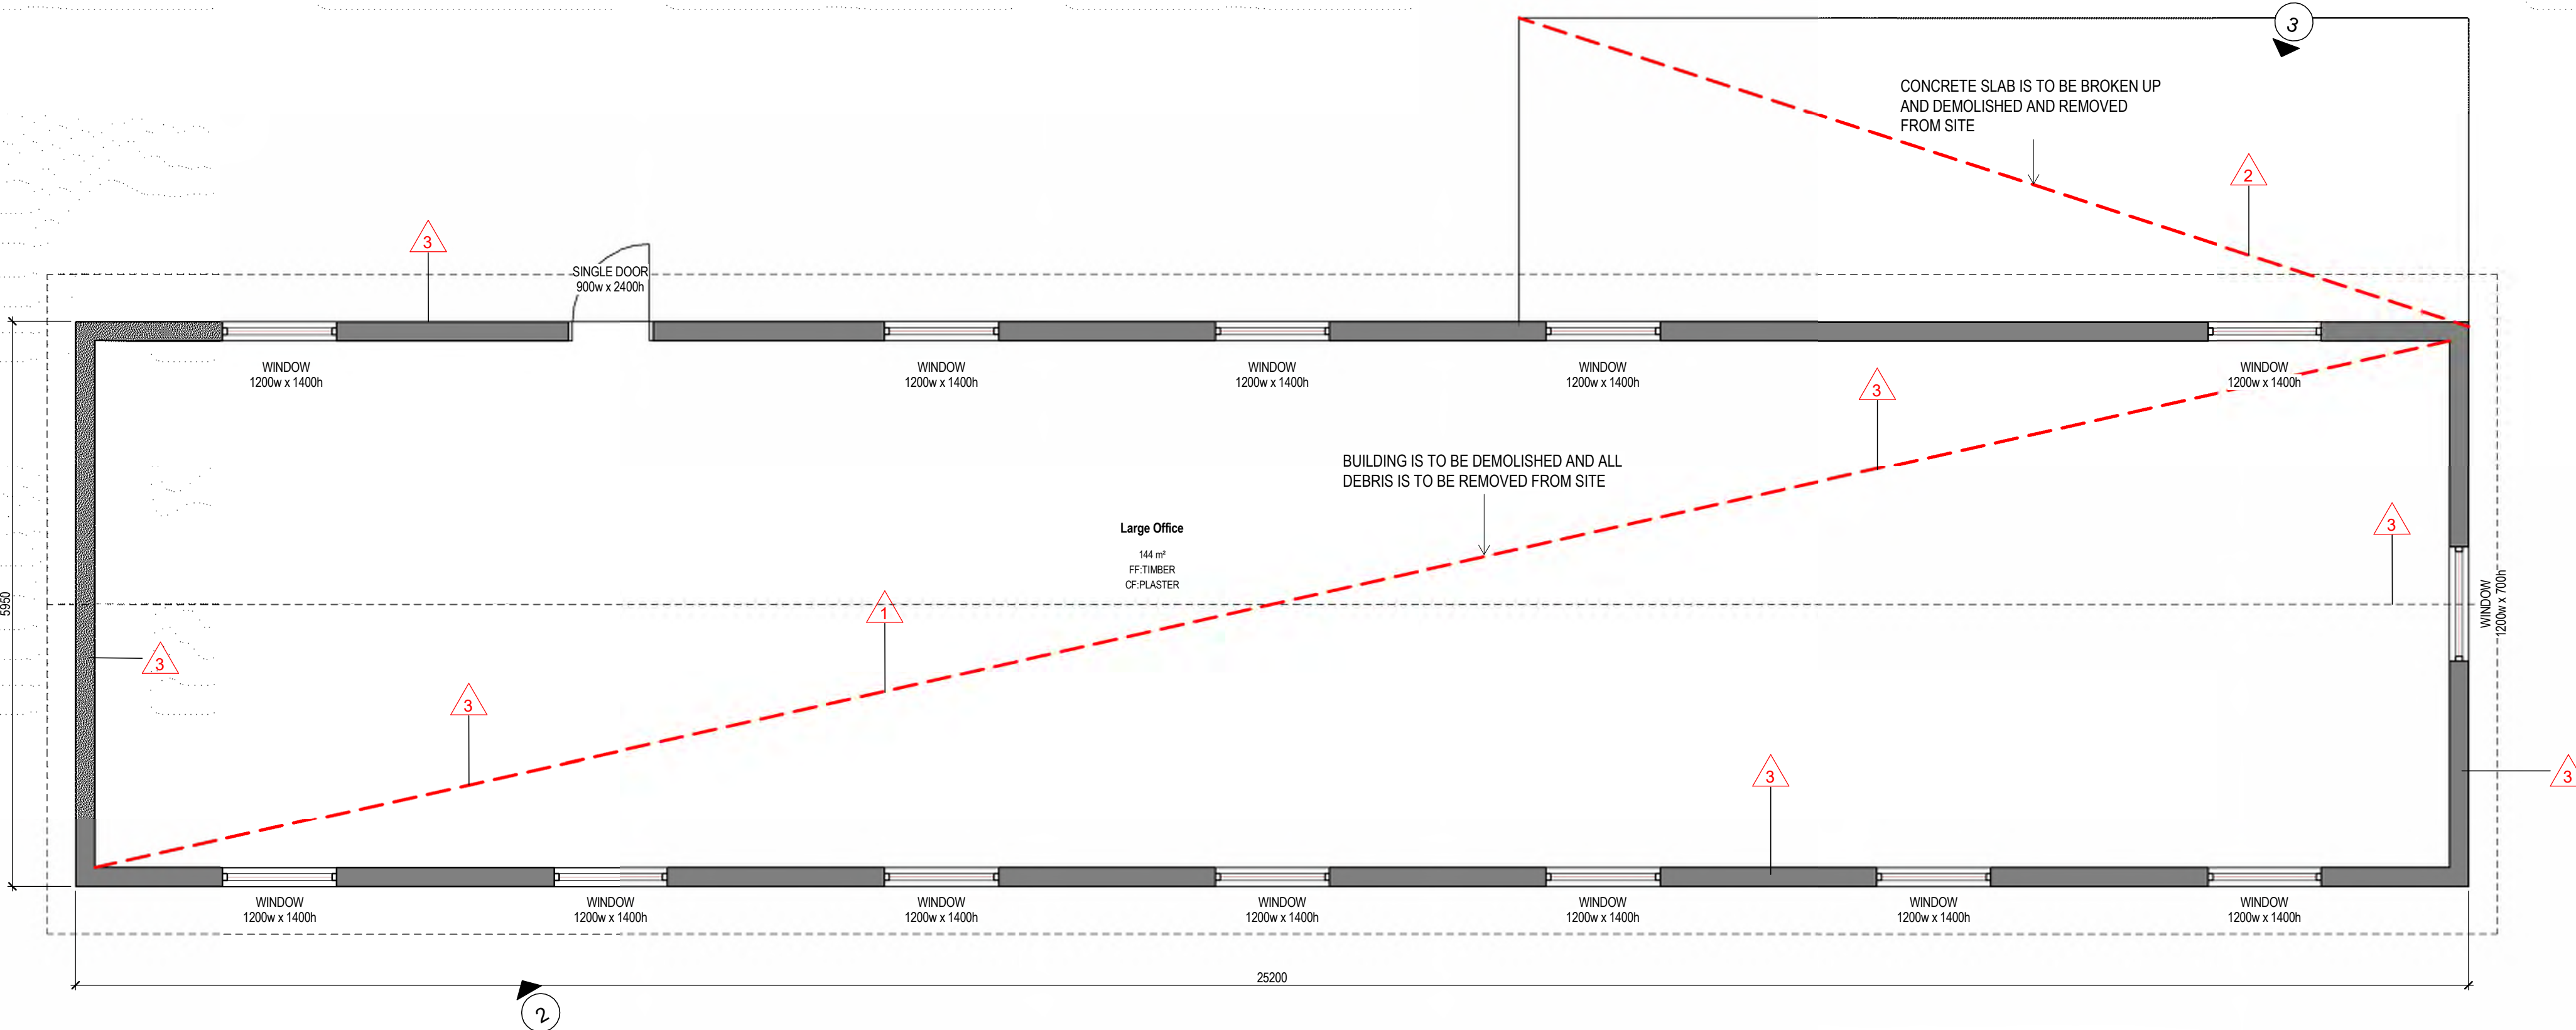 3
CONCRETE SLAB IS TO BE BROKEN UP
AND DEMOLISHED AND REMOVED
FROM SITE
2
3
SINGLE DOOR
900w x 2400h
WINDOW
1200w x 1400h
WINDOW
1200w x 1400h
WINDOW
1200w x 1400h
WINDOW
1200w x 1400h
WINDOW
1200w x 1400h
3
BUILDING IS TO BE DEMOLISHED AND ALL
DEBRIS IS TO BE REMOVED FROM SITE
Large Office
144 m²
FF:TIMBER
CF:PLASTER
3
5950
1
WINDOW
1200w x 700h
3
3
3
3
WINDOW
1200w x 1400h
WINDOW
1200w x 1400h
WINDOW
1200w x 1400h
WINDOW
1200w x 1400h
WINDOW
1200w x 1400h
WINDOW
1200w x 1400h
WINDOW
1200w x 1400h
25200
2